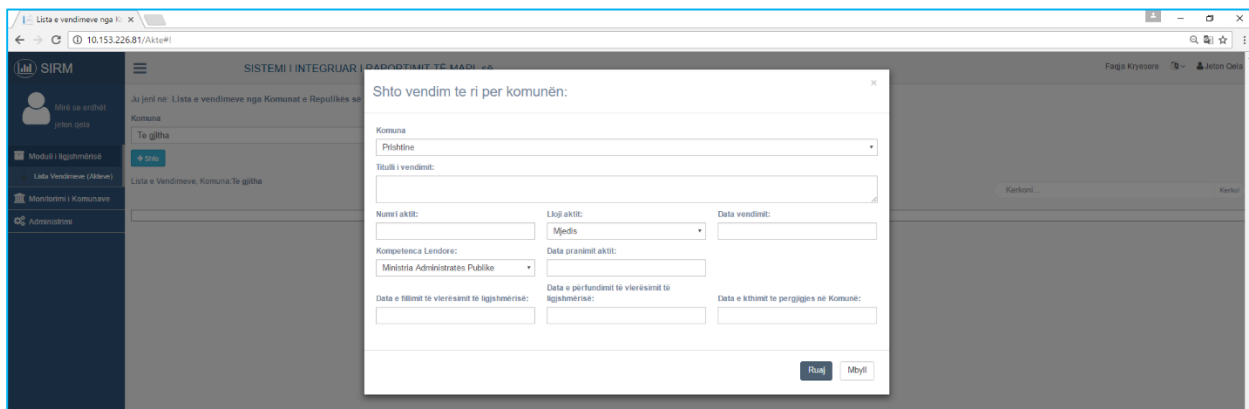 Lista e vendimeve nga K
10.153.226.81/Akte#!
SIRM
SISTEMI I INTEGRUAR I RAPORTIMIT TË MAPL-së
Faqja Kryesore
Jeton Qela
Mirë se erdhët
jeton.qela
Moduli i ligjshmërisë
Lista Vendimeve (Akteve)
Monitorimi i Komunave
Administrimi
Ju jeni në: Lista e vendimeve nga Komunat e Republikës se
Komuna
Te gjitha
+ Shto
Lista e Vendimeve, Komuna:Te gjitha
Kerkoni...
Kerko!
Shto vendim te ri per komunën:
×
Komuna
Prishtine
Titulli i vendimit:
Numri aktit:
Lloji aktit:
Data vendimit:
Mjedis
Kompetenca Lendore:
Data pranimit aktit:
Ministria Administratës Publike
Data e fillimit të vlerësimit të ligjshmërisë:
Data e përfundimit të vlerësimit të
ligjshmërisë:
Data e kthimit te pergjigjes në Komunë:
Ruaj
Mbyll